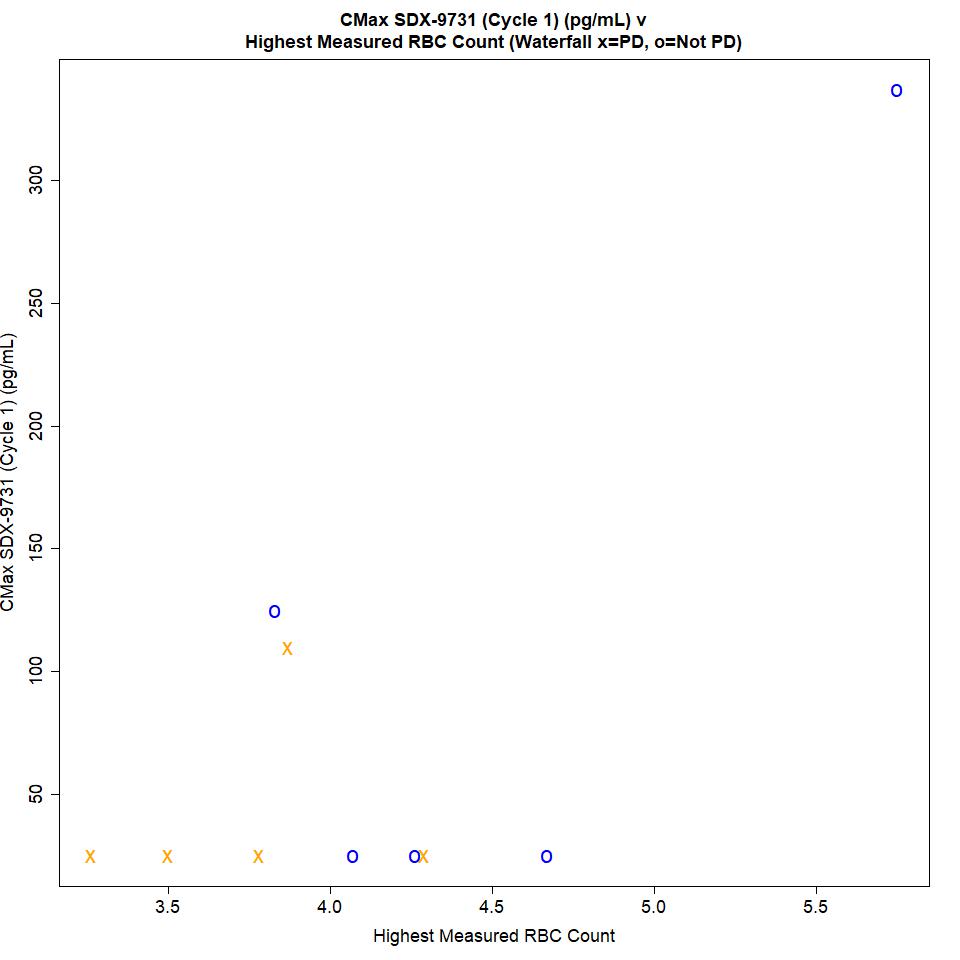 CMax SDX-9731 (Cycle 1) (pg/mL) v
Highest Measured RBC Count (Waterfall x=PD, o=Not PD)
CMax SDX-9731 (Cycle 1) (pg/mL)
300
250
200
150
100
50
o
o
x
x
x
x
o
o
x
o
3.5
4.0
4.5
5.0
5.5
Highest Measured RBC Count